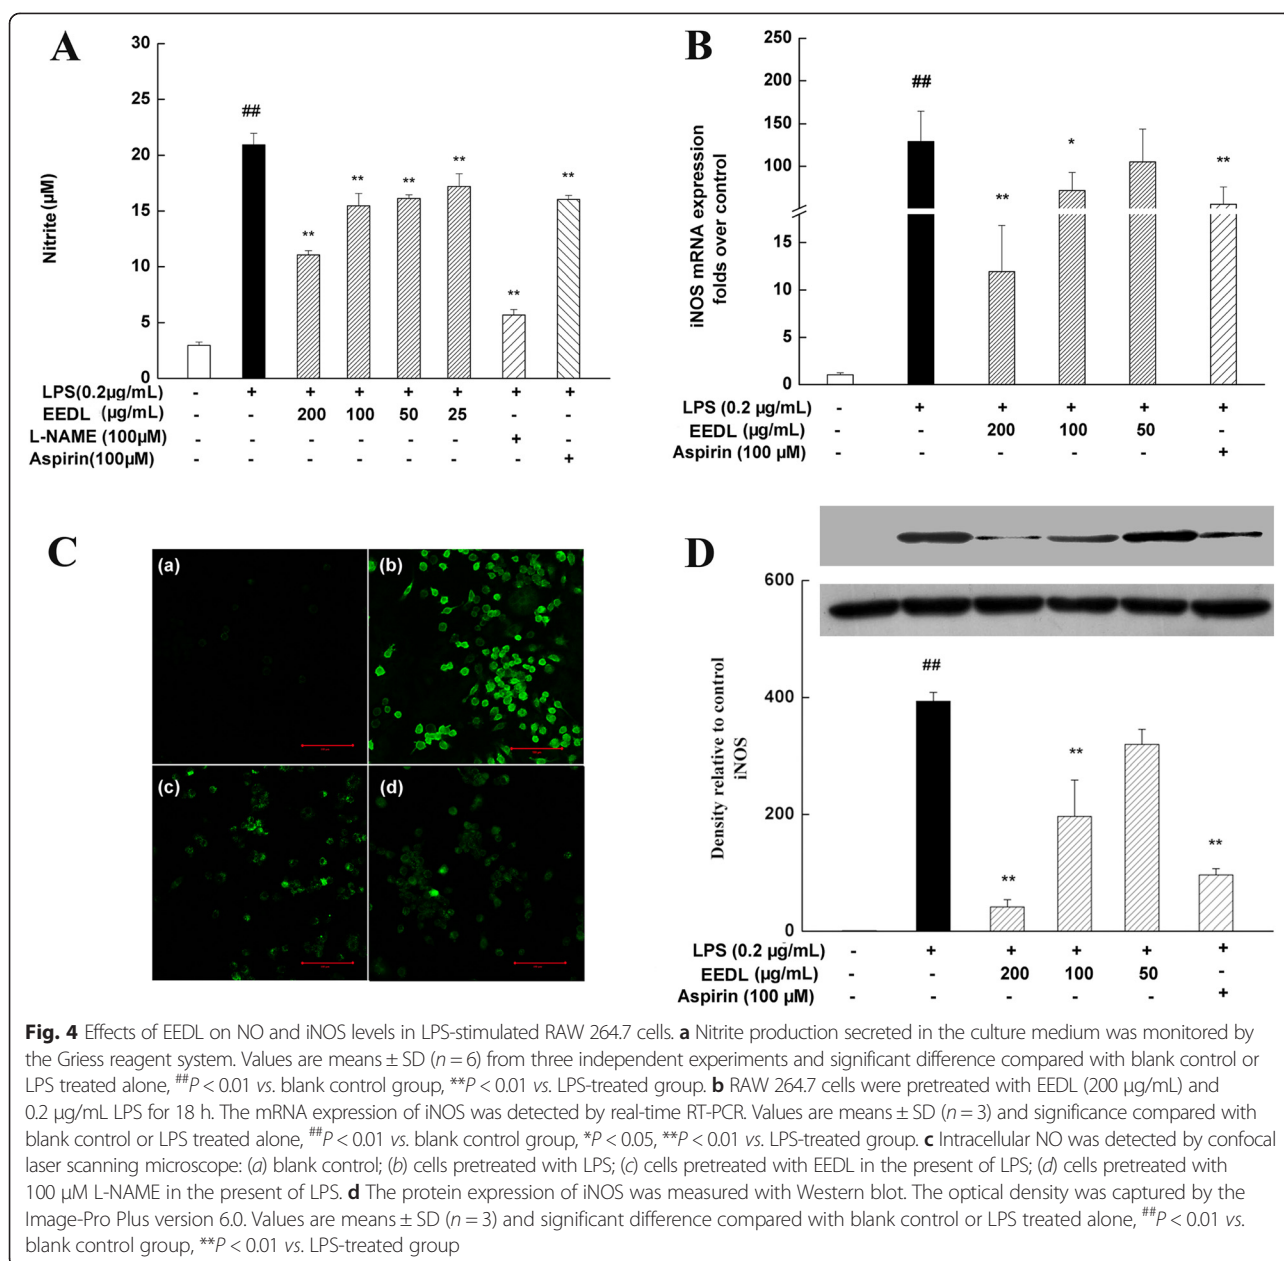 A
30
25
20
15
10
5
0
Nitrite(µM)
##
**
**
**
**
**
**
LPS(0.2µg/mL) - + + + + + + +
EEDL (µg/mL) - - 200 100 50 25 - -
L-NAME (100µM) - - - - - - + -
Aspirin(100µM) - - - - - - - +
B
250
200
150
100
15
10
5
0
iNOS mRNA expression
folds over control
##
**
*
**
LPS (0.2 µg/mL) - + + + + +
EEDL - - 200 100 50 -
(µg/mL)
Aspirin (100 µM) - - - - - +
C
(a)
(b)
(c)
(d)
D
600
400
200
0
Density relative to control
iNOS
##
**
**
**
LPS (0.2 µg/mL) - + + + + +
EEDL (µg/mL) - - 200 100 50 -
Aspirin (100 µM) - - - - - +
Fig. 4 Effects of EEDL on NO and iNOS levels in LPS-stimulated RAW 264.7 cells. a Nitrite production secreted in the culture medium was monitored by
the Griess reagent system. Values are means ± SD (n = 6) from three independent experiments and significant difference compared with blank control or
LPS treated alone, ##P < 0.01 vs. blank control group, **P < 0.01 vs. LPS-treated group. b RAW 264.7 cells were pretreated with EEDL (200 µg/mL) and
0.2 µg/mL LPS for 18 h. The mRNA expression of iNOS was detected by real-time RT-PCR. Values are means ± SD (n = 3) and significance compared with
blank control or LPS treated alone, ##P < 0.01 vs. blank control group, *P < 0.05, **P < 0.01 vs. LPS-treated group. c Intracellular NO was detected by confocal
laser scanning microscope: (a) blank control; (b) cells pretreated with LPS; (c) cells pretreated with EEDL in the present of LPS; (d) cells pretreated with
100 µM L-NAME in the present of LPS. d The protein expression of iNOS was measured with Western blot. The optical density was captured by the
Image-Pro Plus version 6.0. Values are means ± SD (n = 3) and significant difference compared with blank control or LPS treated alone, ##P < 0.01 vs.
blank control group, **P < 0.01 vs. LPS-treated group